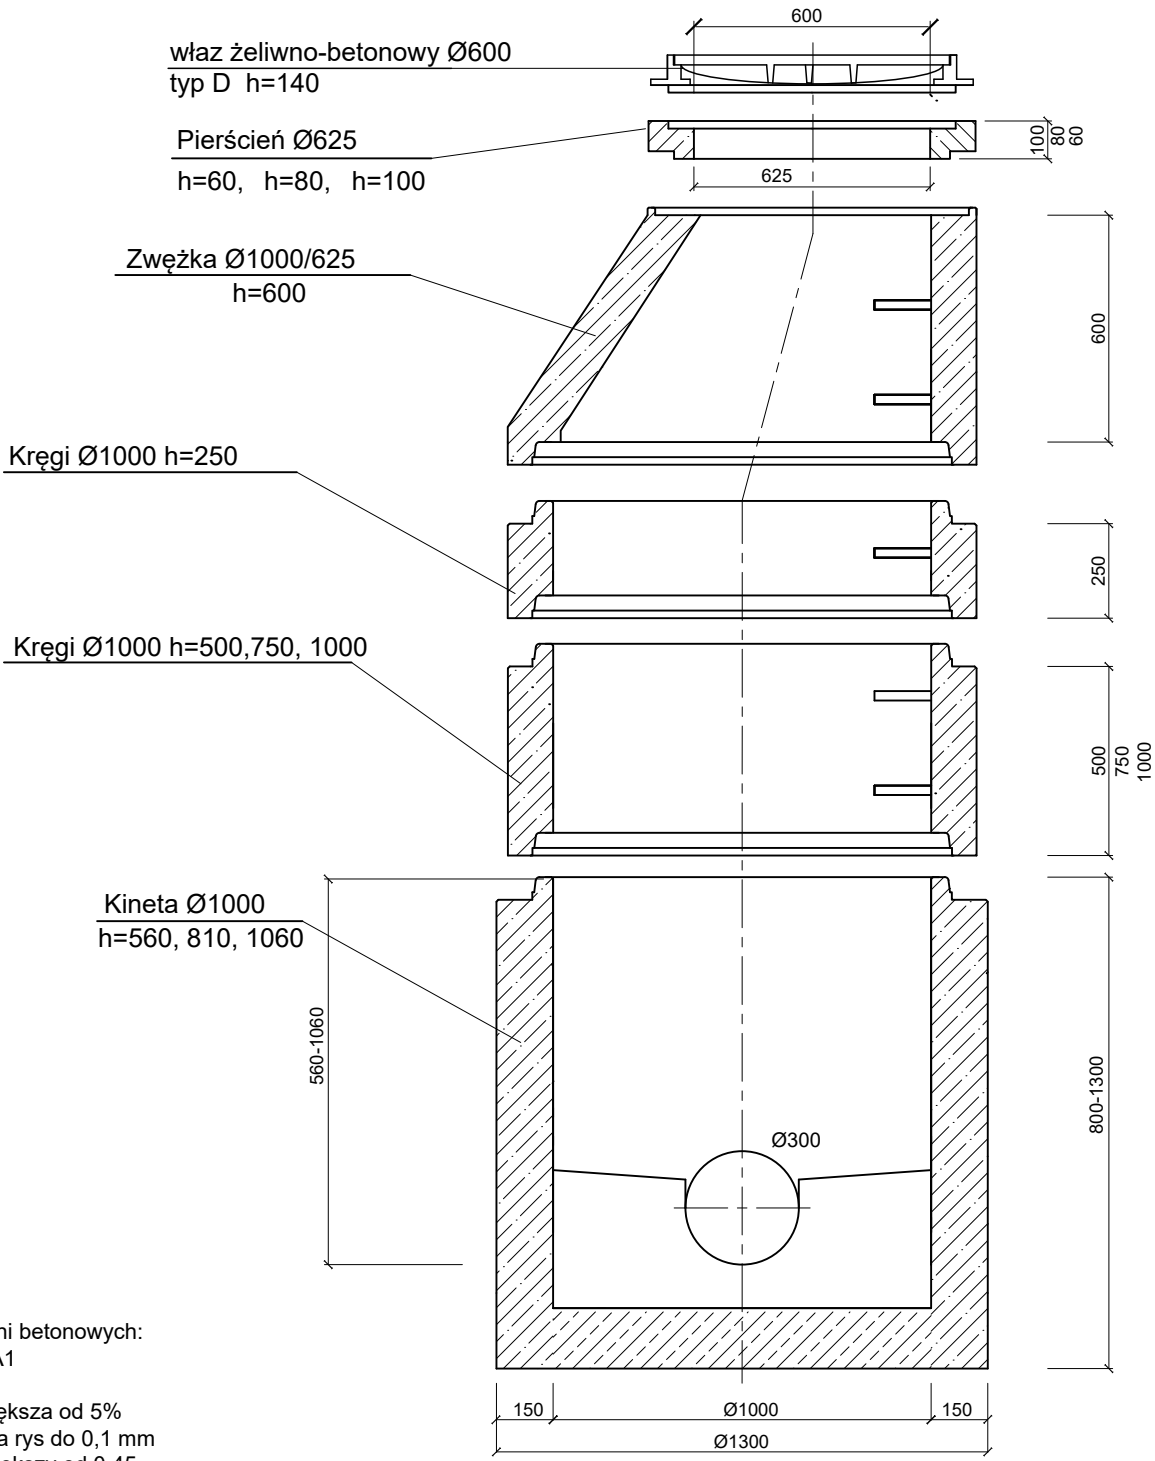 600
właz żeliwno-betonowy Ø600
typ D h=140
Pierścień Ø625
h=60, h=80, h=100
100
80
60
625
Zwężka Ø1000/625
h=600
600
Kręgi Ø1000 h=250
250
Kręgi Ø1000 h=500,750, 1000
500
750
1000
Kineta Ø1000
h=560, 810, 1060
560-1060
800-1300
Ø300
ni betonowych:
A1
ększa od 5%
a rys do 0,1 mm
150
Ø1000
150
Ø1300